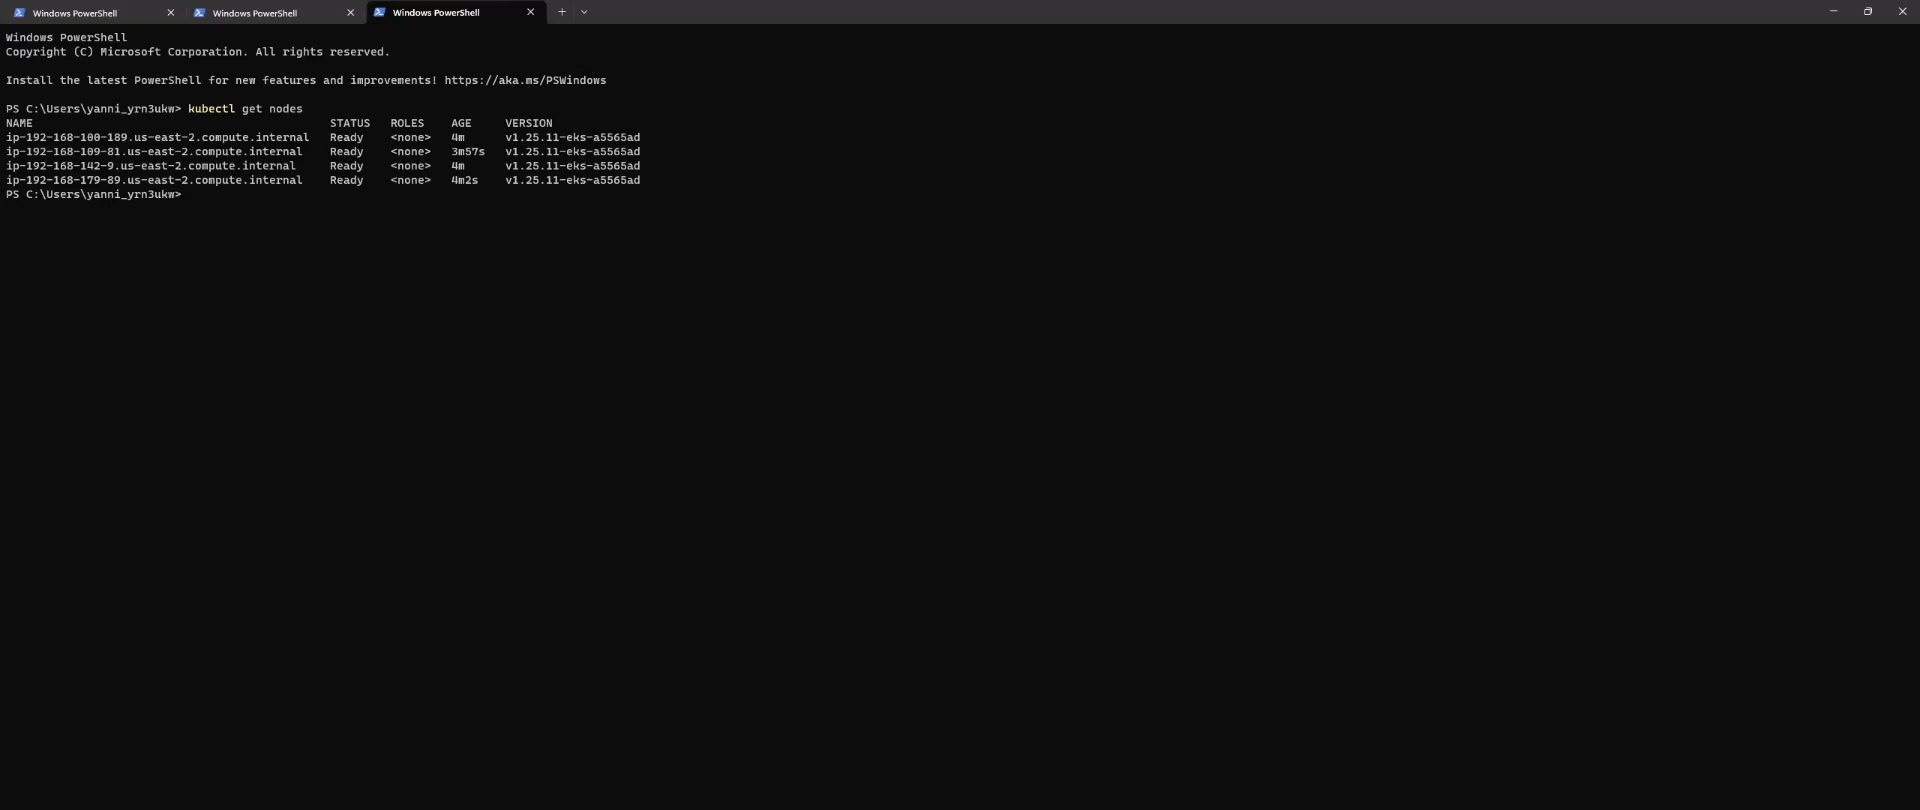 Windows PowerShell Windows PowerShell Windows PowerShell
Windows PowerShell
Copyright (C) Microsoft Corporation. All rights reserved.
Install the latest PowerShell for new features and improvements! https://aka.ms/PSWindows
PS C:\Users\yanni_yrn3ukw> kubectl get nodes
NAME STATUS ROLES AGE VERSION
ip-192-168-100-189.us-east-2.compute.internal Ready <none> 4m v1.25.11-eks-a5565ad
ip-192-168-109-81.us-east-2.compute.internal Ready <none> 3m57s v1.25.11-eks-a5565ad
ip-192-168-142-9.us-east-2.compute.internal Ready <none> 4m v1.25.11-eks-a5565ad
ip-192-168-179-89.us-east-2.compute.internal Ready <none> 4m2s v1.25.11-eks-a5565ad
PS C:\Users\yanni_yrn3ukw>